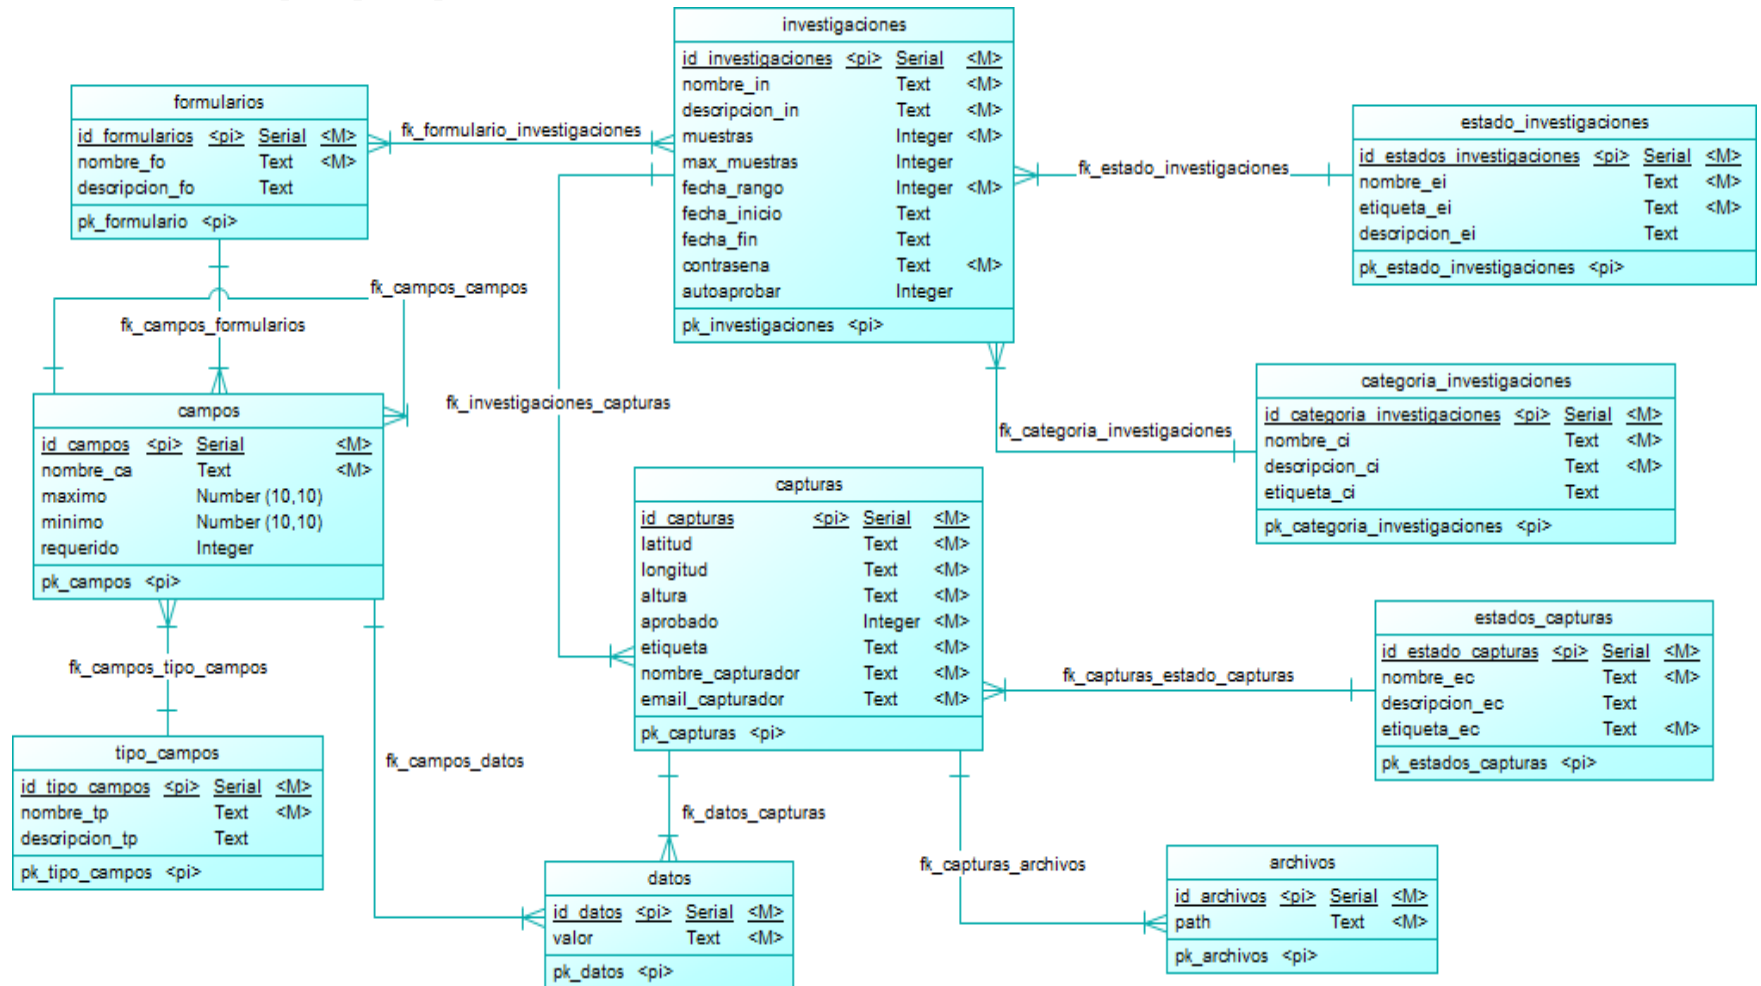 investigaciones
id_investigaciones <pi> Serial <M>
nombre_in Text <M>
descripcion_in Text <M>
muestras Integer <M>
max_muestras Integer
fecha_rango Integer <M>
fecha_inicio Text
fecha_fin Text
contrasena Text <M>
autoaprobar Integer
pk_investigaciones <pi>
formularios
id_formularios <pi> Serial <M>
nombre_fo Text <M>
descripcion_fo Text
pk_formulario <pi>
fk_formulario_investigaciones
estado_investigaciones
id_estados_investigaciones <pi> Serial <M>
nombre_ei Text <M>
etiqueta_ei Text <M>
descripcion_ei Text
pk_estado_investigaciones <pi>
fk_estado_investigaciones
fk_campos_campos
fk_campos_formularios
campos
id_campos <pi> Serial <M>
nombre_ca Text <M>
maximo Number (10,10)
minimo Number (10,10)
requerido Integer
pk_campos <pi>
fk_investigaciones_capturas
categoria_investigaciones
id_categoria_investigaciones <pi> Serial <M>
nombre_ci Text <M>
descripcion_ci Text <M>
etiqueta_ci Text
pk_categoria_investigaciones <pi>
fk_categoria_investigaciones
capturas
id_capturas <pi> Serial <M>
latitud Text <M>
longitud Text <M>
altura Text <M>
aprobado Integer <M>
etiqueta Text <M>
nombre_capturador Text <M>
email_capturador Text <M>
pk_capturas <pi>
estados_capturas
id_estado_capturas <pi> Serial <M>
nombre_ec Text <M>
descripcion_ec Text
etiqueta_ec Text <M>
pk_estados_capturas <pi>
fk_capturas_estado_capturas
fk_campos_tipo_campos
tipo_campos
id_tipo_campos <pi> Serial <M>
nombre_tp Text <M>
descripcion_tp Text
pk_tipo_campos <pi>
fk_campos_datos
fk_datos_capturas
fk_capturas_archivos
datos
id_datos <pi> Serial <M>
valor Text <M>
pk_datos <pi>
archivos
id_archivos <pi> Serial <M>
path Text <M>
pk_archivos <pi>